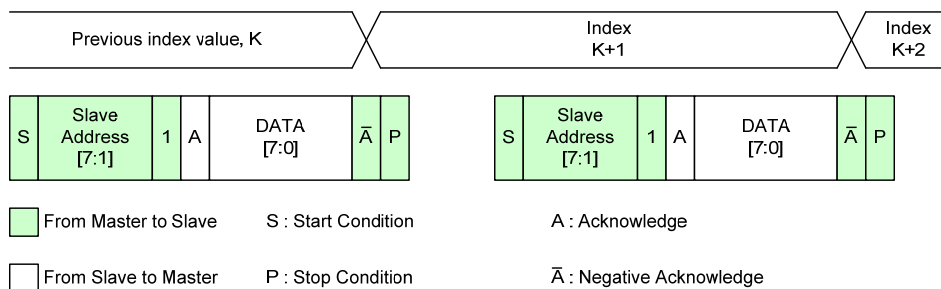 Previous index value, K
Index
K+1
Index
K+2
S
Slave
Address
[7:1]
1
A
DATA
[7:0]
A̅
P
S
Slave
Address
[7:1]
1
A
DATA
[7:0]
A̅
P
From Master to Slave
S : Start Condition
A : Acknowledge
From Slave to Master
P : Stop Condition
A̅ : Negative Acknowledge